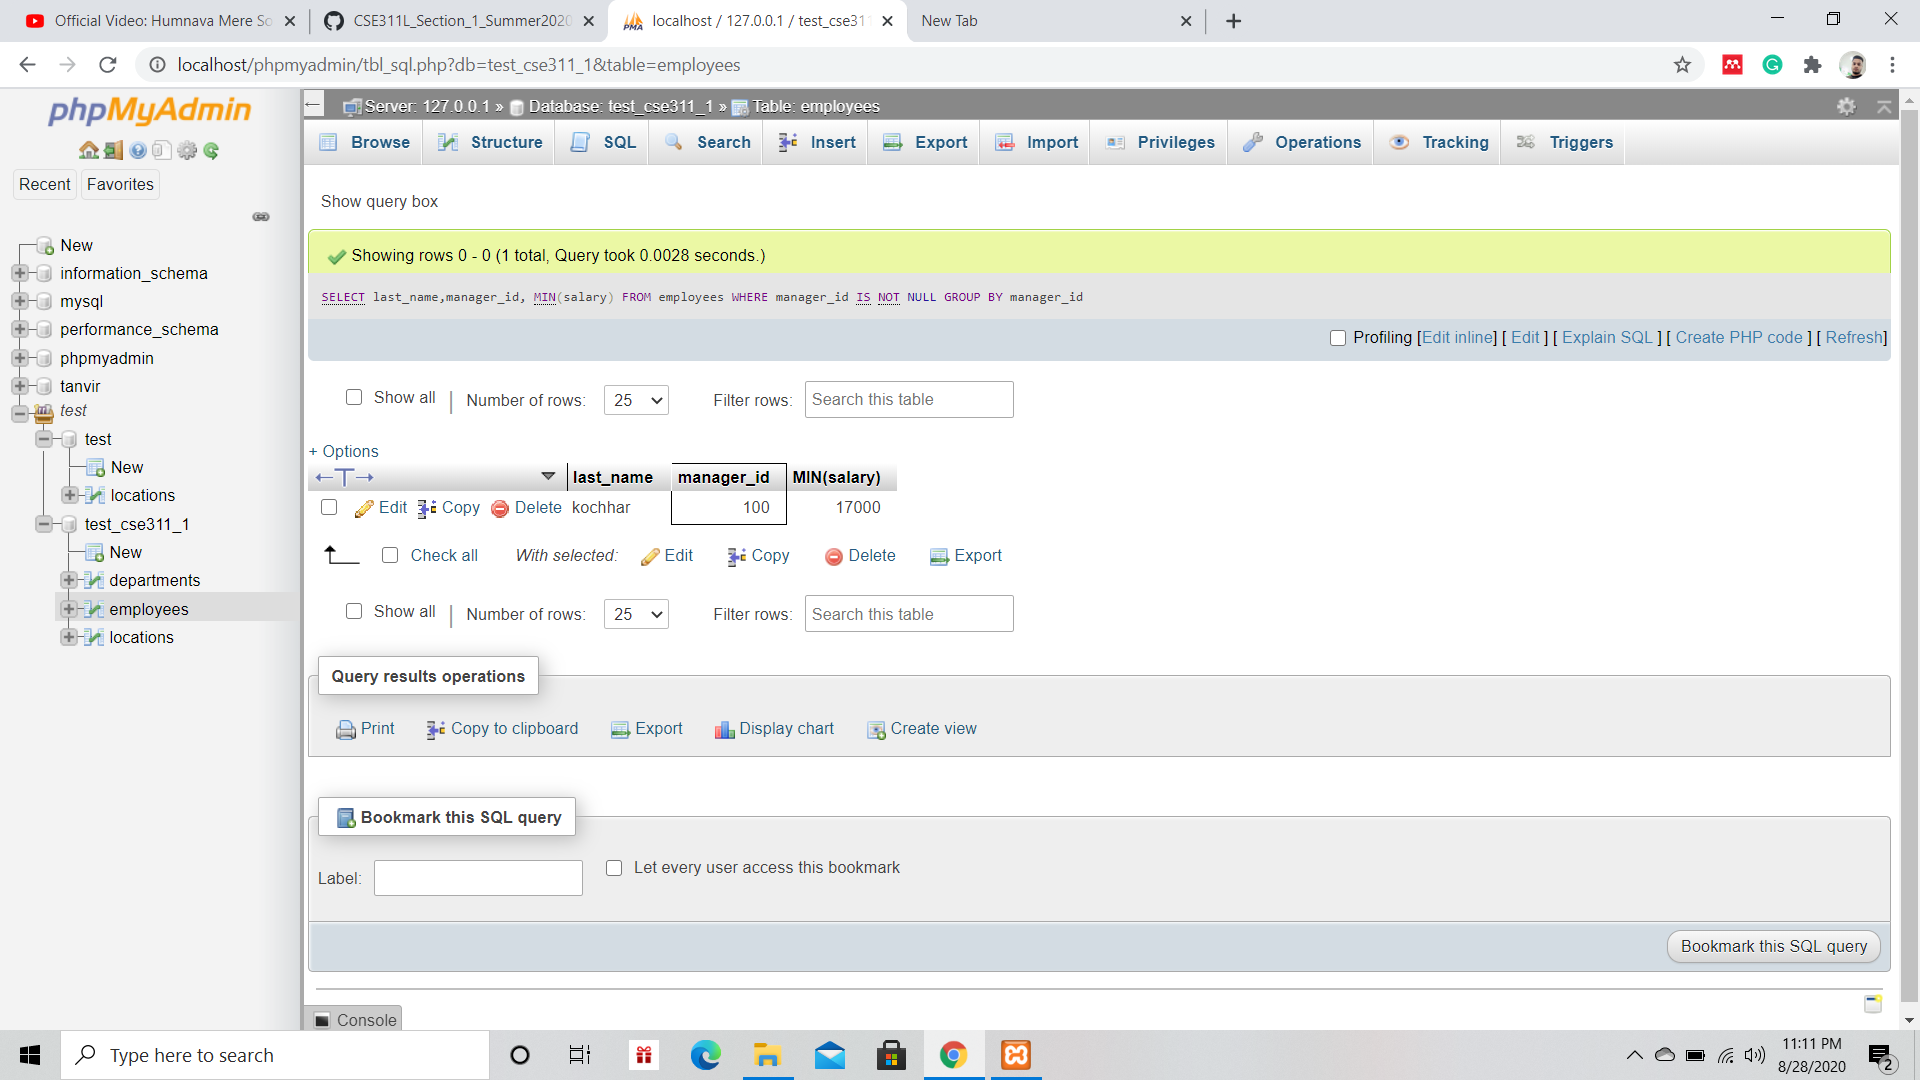 Official Video: Humnava Mere So
CSE311L_Section_1_Summer2020
localhost / 127.0.0.1 / test_cse311
New Tab
localhost/phpmyadmin/tbl_sql.php?db=test_cse311_1&table=employees
phpMyAdmin
Recent Favorites
New
information_schema
mysql
performance_schema
phpmyadmin
tanvir
test
test
New
locations
test_cse311_1
New
departments
employees
locations
Server: 127.0.0.1 » Database: test_cse311_1 » Table: employees
Browse Structure SQL Search Insert Export Import Privileges Operations Tracking Triggers
Show query box
Showing rows 0 - 0 (1 total, Query took 0.0028 seconds.)
SELECT last_name,manager_id, MIN(salary) FROM employees WHERE manager_id IS NOT NULL GROUP BY manager_id
Profiling [Edit inline] [ Edit ] [ Explain SQL ] [ Create PHP code ] [ Refresh]
Show all | Number of rows: 25 Filter rows: Search this table
+ Options
←T→ last_name manager_id MIN(salary)
Edit Copy Delete kochhar 100 17000
Check all With selected: Edit Copy Delete Export
Show all | Number of rows: 25 Filter rows: Search this table
Query results operations
Print Copy to clipboard Export Display chart Create view
Bookmark this SQL query
Label: Let every user access this bookmark
Bookmark this SQL query
Console
Type here to search
11:11 PM
8/28/2020
2